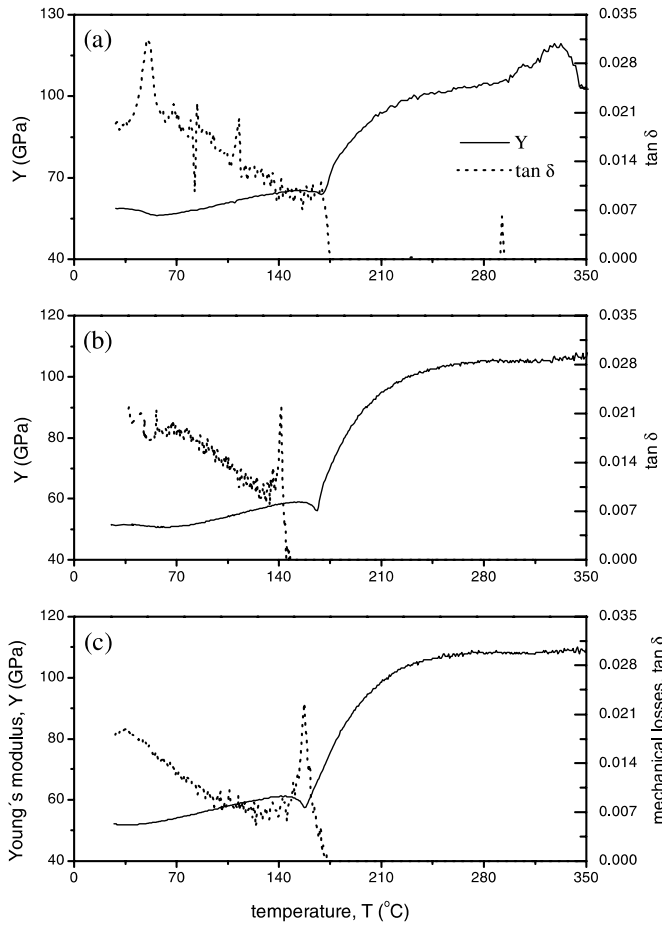 130
0.035
(a)
0.028
100
0.021
Y (GPa)
tan δ
Y
0.014
tan δ
70
0.007
40
0.000
0 70 140 210 280 350
120
0.035
(b)
100
0.028
0.021
80
Y (GPa)
tan δ
0.014
60
0.007
40
0.000
0 70 140 210 280 350
120
0.035
(c)
100
0.028
0.021
80
Young´s modulus, Y (GPa)
mechanical losses, tan δ
0.014
60
0.007
40
0.000
0 70 140 210 280 350
temperature, T (°C)